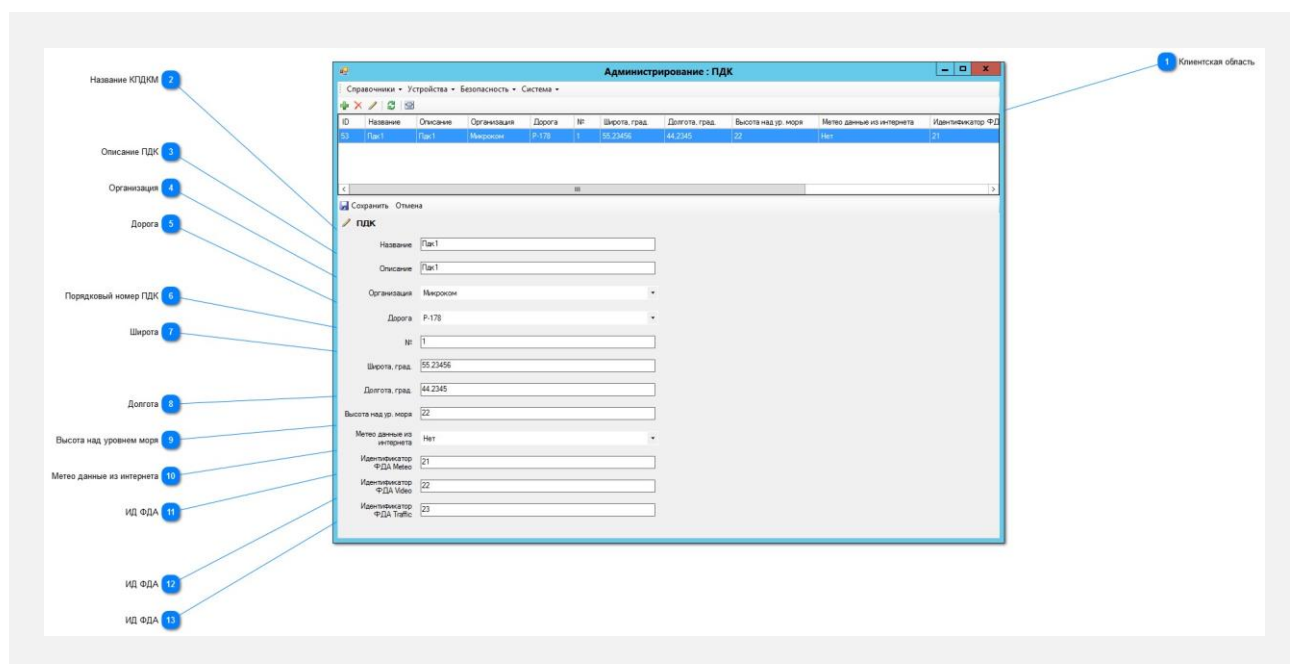 Название КПДКМ 2
1 Клиентская область
Администрирование : ПДК
Справочники Устройства Безопасность Система
ID Название Описание Организация Дорога № Широта, град. Долгота, град. Высота над ур. моря Метео данные из интернета Идентификатор ФД
53 Пак1 Пак1 Микроком Р-178 1 55,23456 44,2345 22 Нет 21
Описание ПДК 3
Организация 4
Дорога 5
Порядковый номер ПДК 6
Широта 7
Долгота 8
Высота над уровнем моря 9
Метео данные из интернета 10
ИД ФДА 11
ИД ФДА 12
ИД ФДА 13
Сохранить Отмена
ПДК
Название Пак1
Описание Пак1
Организация Микроком
Дорога Р-178
№ 1
Широта, град. 55,23456
Долгота, град. 44,2345
Высота над ур. моря 22
Метео данные из
интернета Нет
Идентификатор
ФДА Meteo 21
Идентификатор
ФДА Video 22
Идентификатор
ФДА Traffic 23